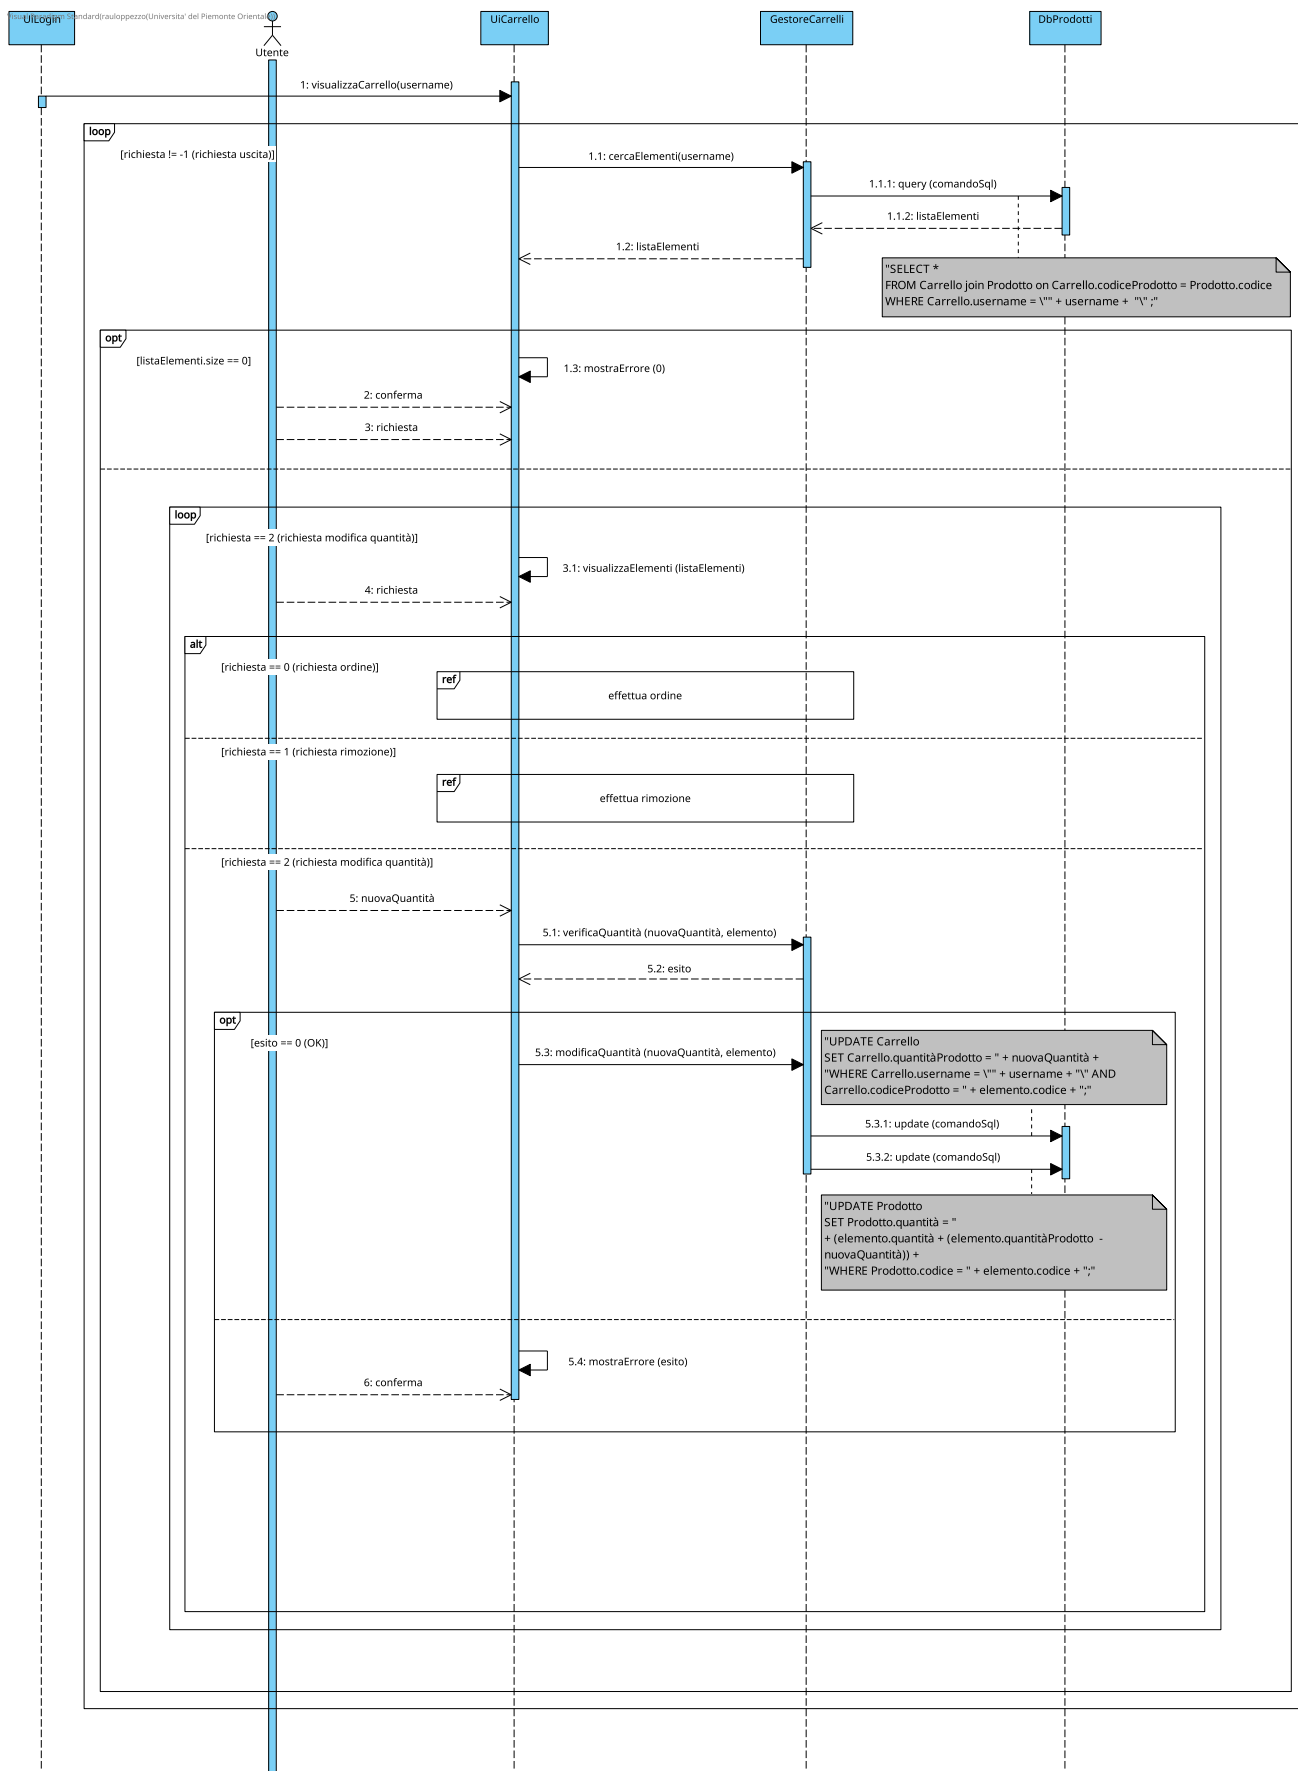 Visual Paradigm Standard(rauloppezzo(Universita' del Piemonte Orientale))
UiLogin
Utente
UiCarrello
GestoreCarrelli
DbProdotti
1: visualizzaCarrello(username)
loop
[richiesta != -1 (richiesta uscita)]
1.1: cercaElementi(username)
1.1.1: query (comandoSql)
1.1.2: listaElementi
1.2: listaElementi
"SELECT *
FROM Carrello join Prodotto on Carrello.codiceProdotto = Prodotto.codice
WHERE Carrello.username = \"" + username +  "\" ;"
opt
[listaElementi.size == 0]
1.3: mostraErrore (0)
2: conferma
3: richiesta
loop
[richiesta == 2 (richiesta modifica quantità)]
3.1: visualizzaElementi (listaElementi)
4: richiesta
alt
[richiesta == 0 (richiesta ordine)]
ref
effettua ordine
[richiesta == 1 (richiesta rimozione)]
ref
effettua rimozione
[richiesta == 2 (richiesta modifica quantità)]
5: nuovaQuantità
5.1: verificaQuantità (nuovaQuantità, elemento)
5.2: esito
opt
[esito == 0 (OK)]
5.3: modificaQuantità (nuovaQuantità, elemento)
"UPDATE Carrello
SET Carrello.quantitàProdotto = " + nuovaQuantità +
"WHERE Carrello.username = \"" + username + "\" AND
Carrello.codiceProdotto = " + elemento.codice + ";"
5.3.1: update (comandoSql)
5.3.2: update (comandoSql)
"UPDATE Prodotto
SET Prodotto.quantità = "
+ (elemento.quantità + (elemento.quantitàProdotto  -
nuovaQuantità)) +
"WHERE Prodotto.codice = " + elemento.codice + ";"
5.4: mostraErrore (esito)
6: conferma